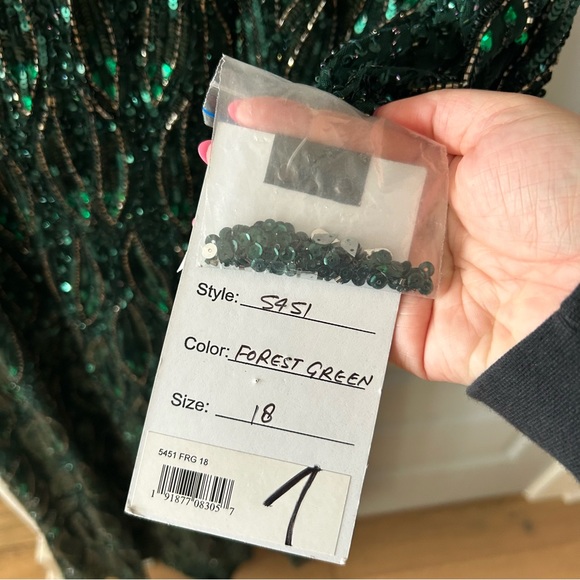 Style: 5451
Color: FOREST GREEN
Size: 18
5451 FRG 18
1 91877 08305 7
1